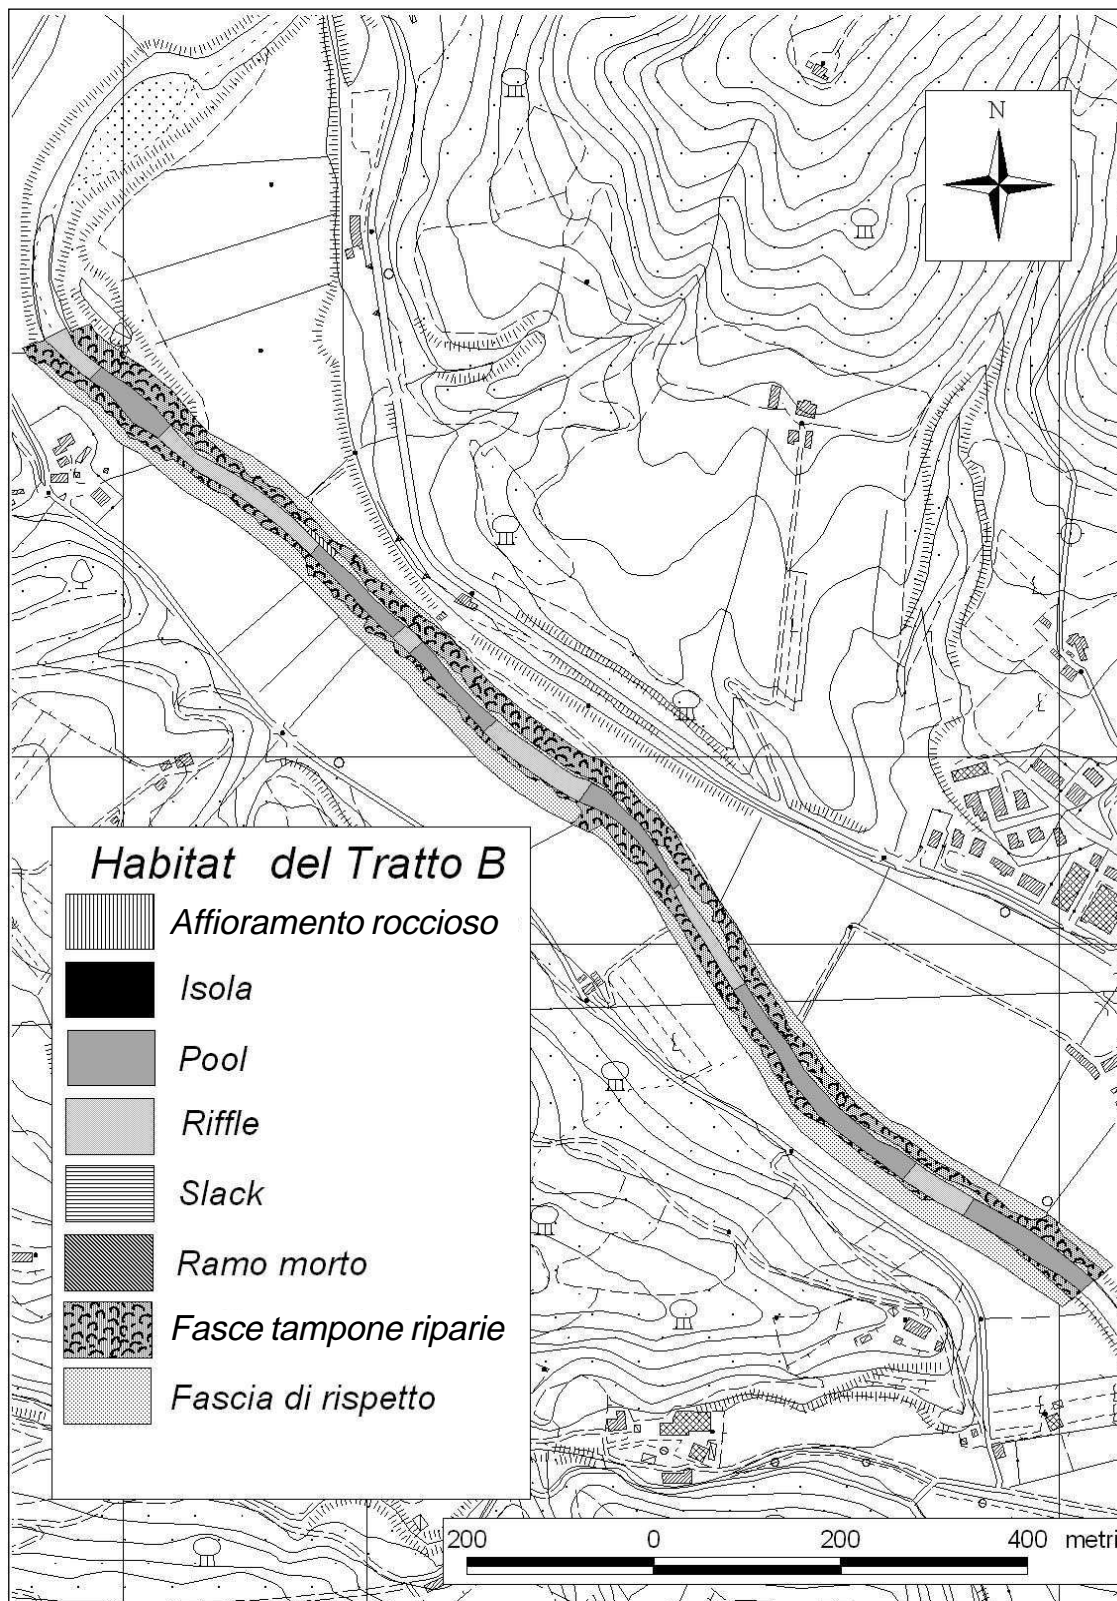 N
Habitat del Tratto B
Affioramento roccioso
Isola
Pool
Riffle
Slack
Ramo morto
Fasce tampone riparie
Fascia di rispetto
200 0 200 400 metri